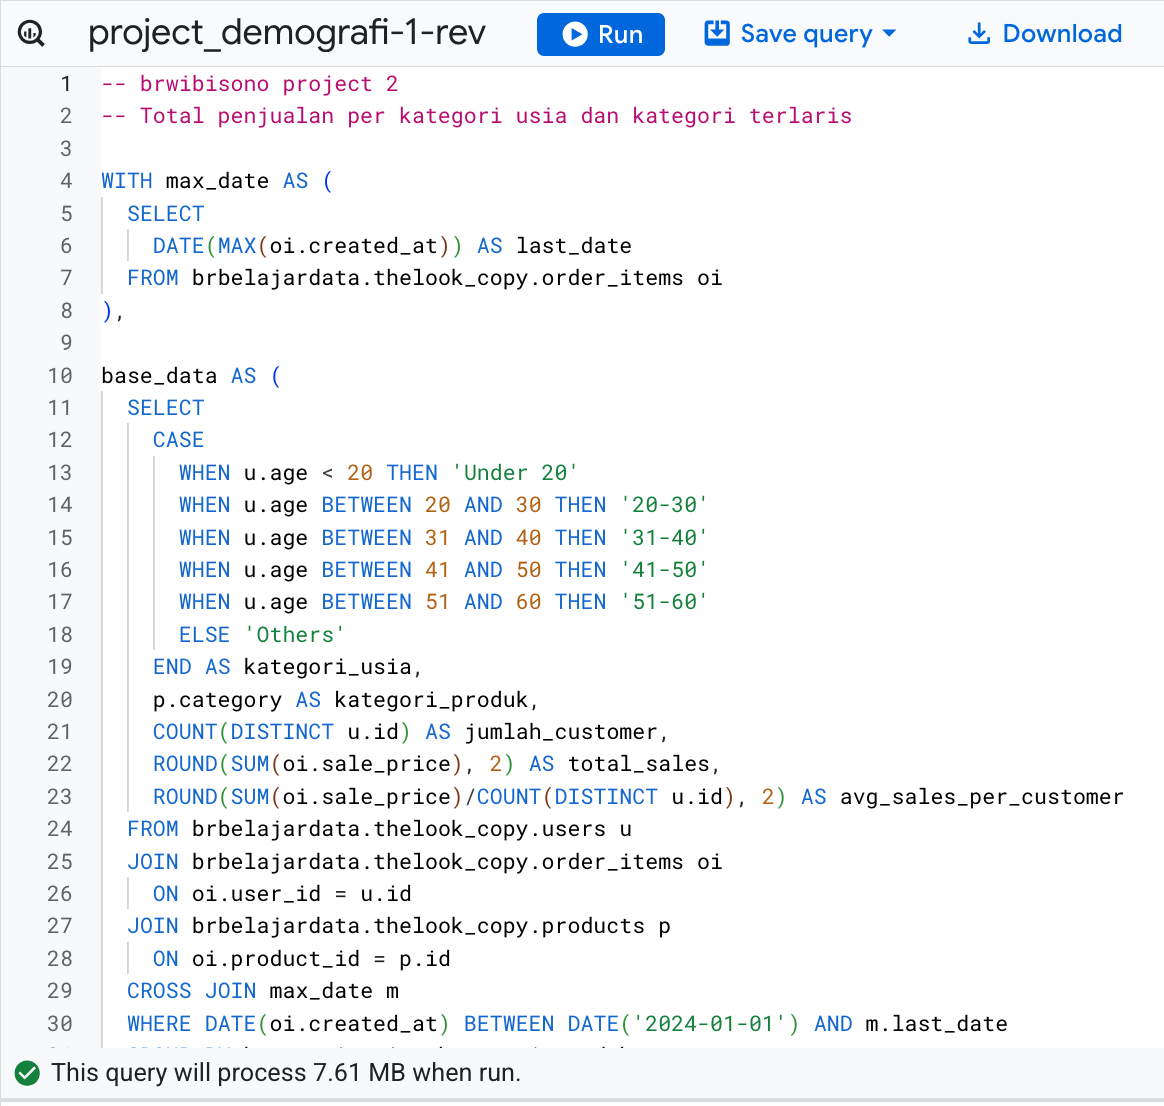 project_demografi-1-rev Run Save query Download
1 -- brwibisono project 2
2 -- Total penjualan per kategori usia dan kategori terlaris
3
4 WITH max_date AS (
5 SELECT
6 DATE(MAX(oi.created_at)) AS last_date
7 FROM brbelajardata.thelook_copy.order_items oi
8 ),
9
10 base_data AS (
11 SELECT
12 CASE
13 WHEN u.age < 20 THEN 'Under 20'
14 WHEN u.age BETWEEN 20 AND 30 THEN '20-30'
15 WHEN u.age BETWEEN 31 AND 40 THEN '31-40'
16 WHEN u.age BETWEEN 41 AND 50 THEN '41-50'
17 WHEN u.age BETWEEN 51 AND 60 THEN '51-60'
18 ELSE 'Others'
19 END AS kategori_usia,
20 p.category AS kategori_produk,
21 COUNT(DISTINCT u.id) AS jumlah_customer,
22 ROUND(SUM(oi.sale_price), 2) AS total_sales,
23 ROUND(SUM(oi.sale_price)/COUNT(DISTINCT u.id), 2) AS avg_sales_per_customer
24 FROM brbelajardata.thelook_copy.users u
25 JOIN brbelajardata.thelook_copy.order_items oi
26 ON oi.user_id = u.id
27 JOIN brbelajardata.thelook_copy.products p
28 ON oi.product_id = p.id
29 CROSS JOIN max_date m
30 WHERE DATE(oi.created_at) BETWEEN DATE('2024-01-01') AND m.last_date
This query will process 7.61 MB when run.